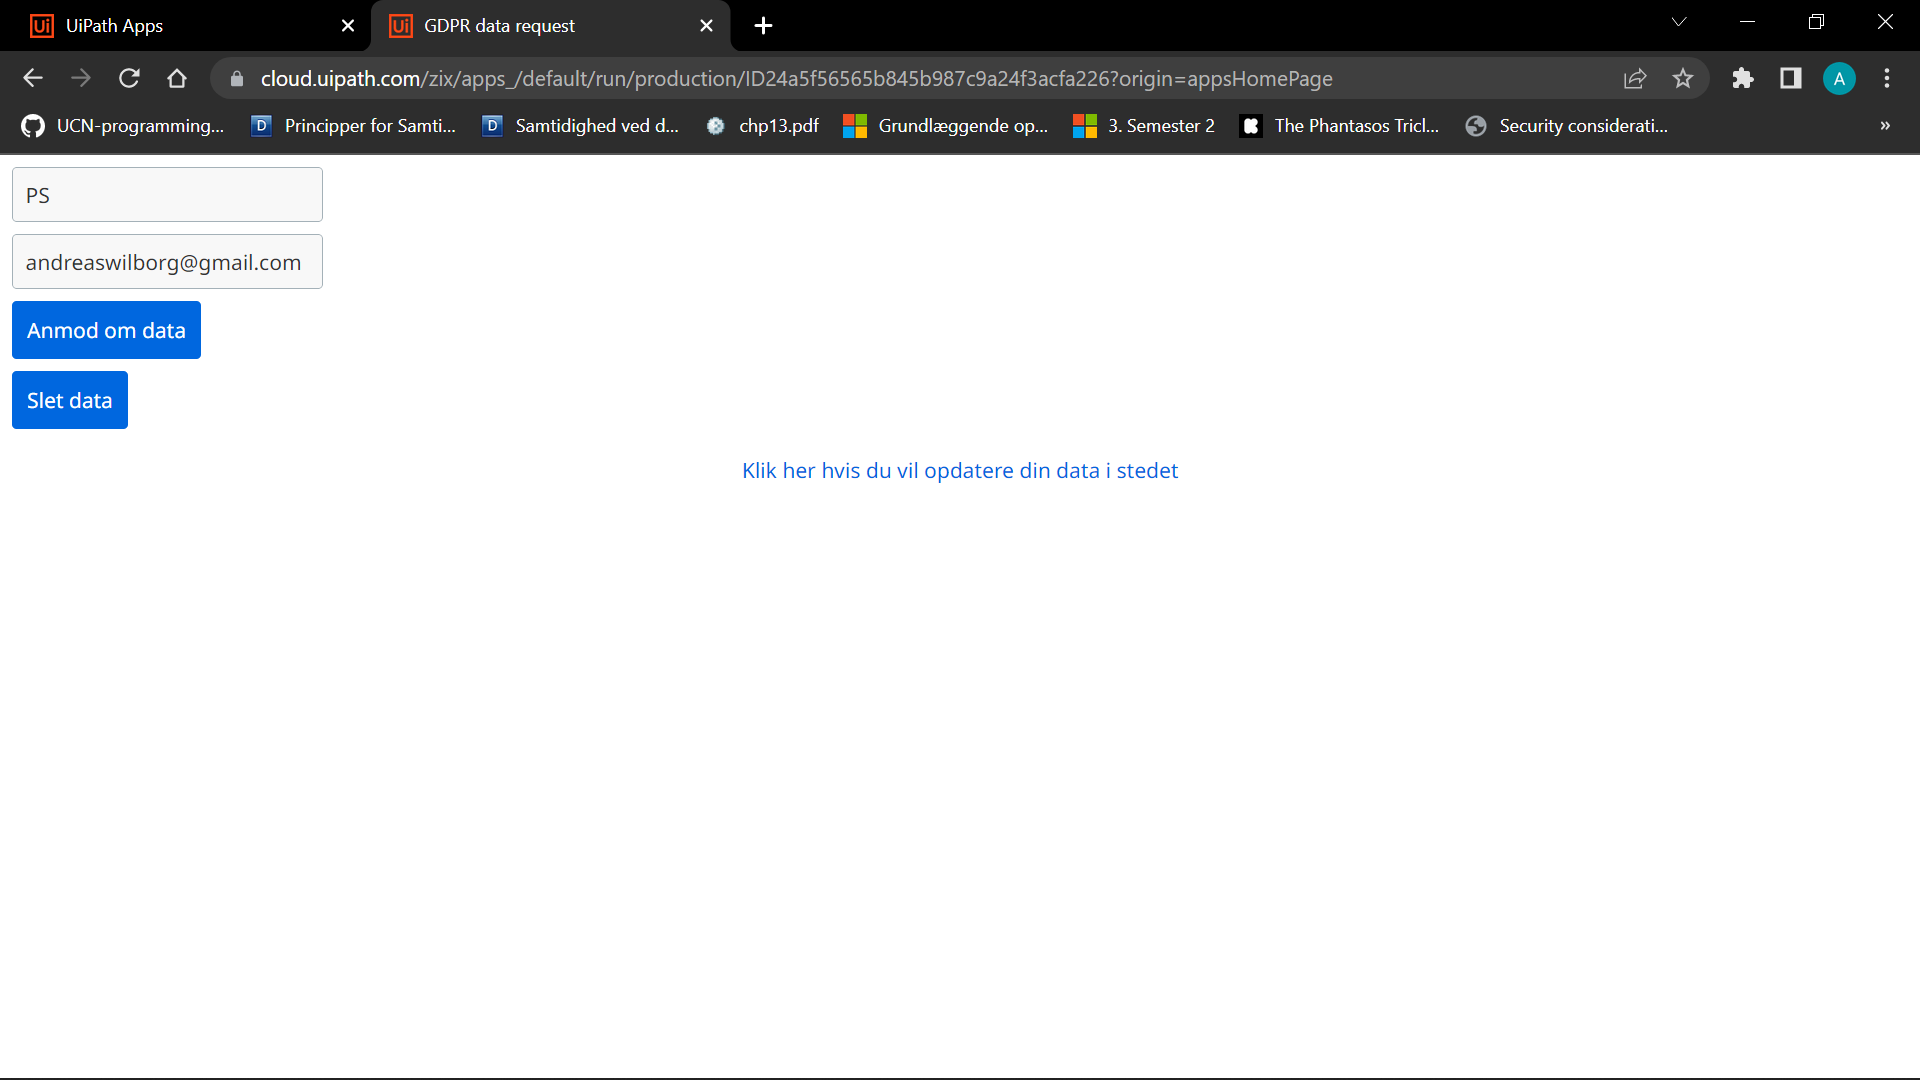 UiPath Apps
GDPR data request
cloud.uipath.com/zix/apps_/default/run/production/ID24a5f56565b845b987c9a24f3acfa226?origin=appsHomePage
A
UCN-programming... Principper for Samti... Samtidighed ved d... chp13.pdf Grundlæggende op... 3. Semester 2 The Phantasos Tricl... Security considerati... »
PS
andreaswilborg@gmail.com
Anmod om data
Slet data
Klik her hvis du vil opdatere din data i stedet